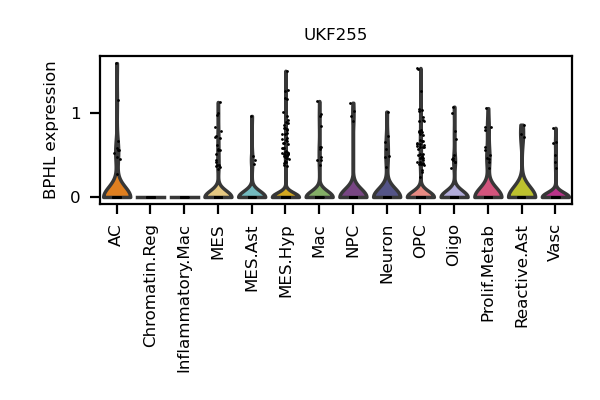 UKF255
BPHL expression
1
0
AC
Chromatin.Reg
Inflammatory.Mac
MES
MES.Ast
MES.Hyp
Mac
NPC
Neuron
OPC
Oligo
Prolif.Metab
Reactive.Ast
Vasc